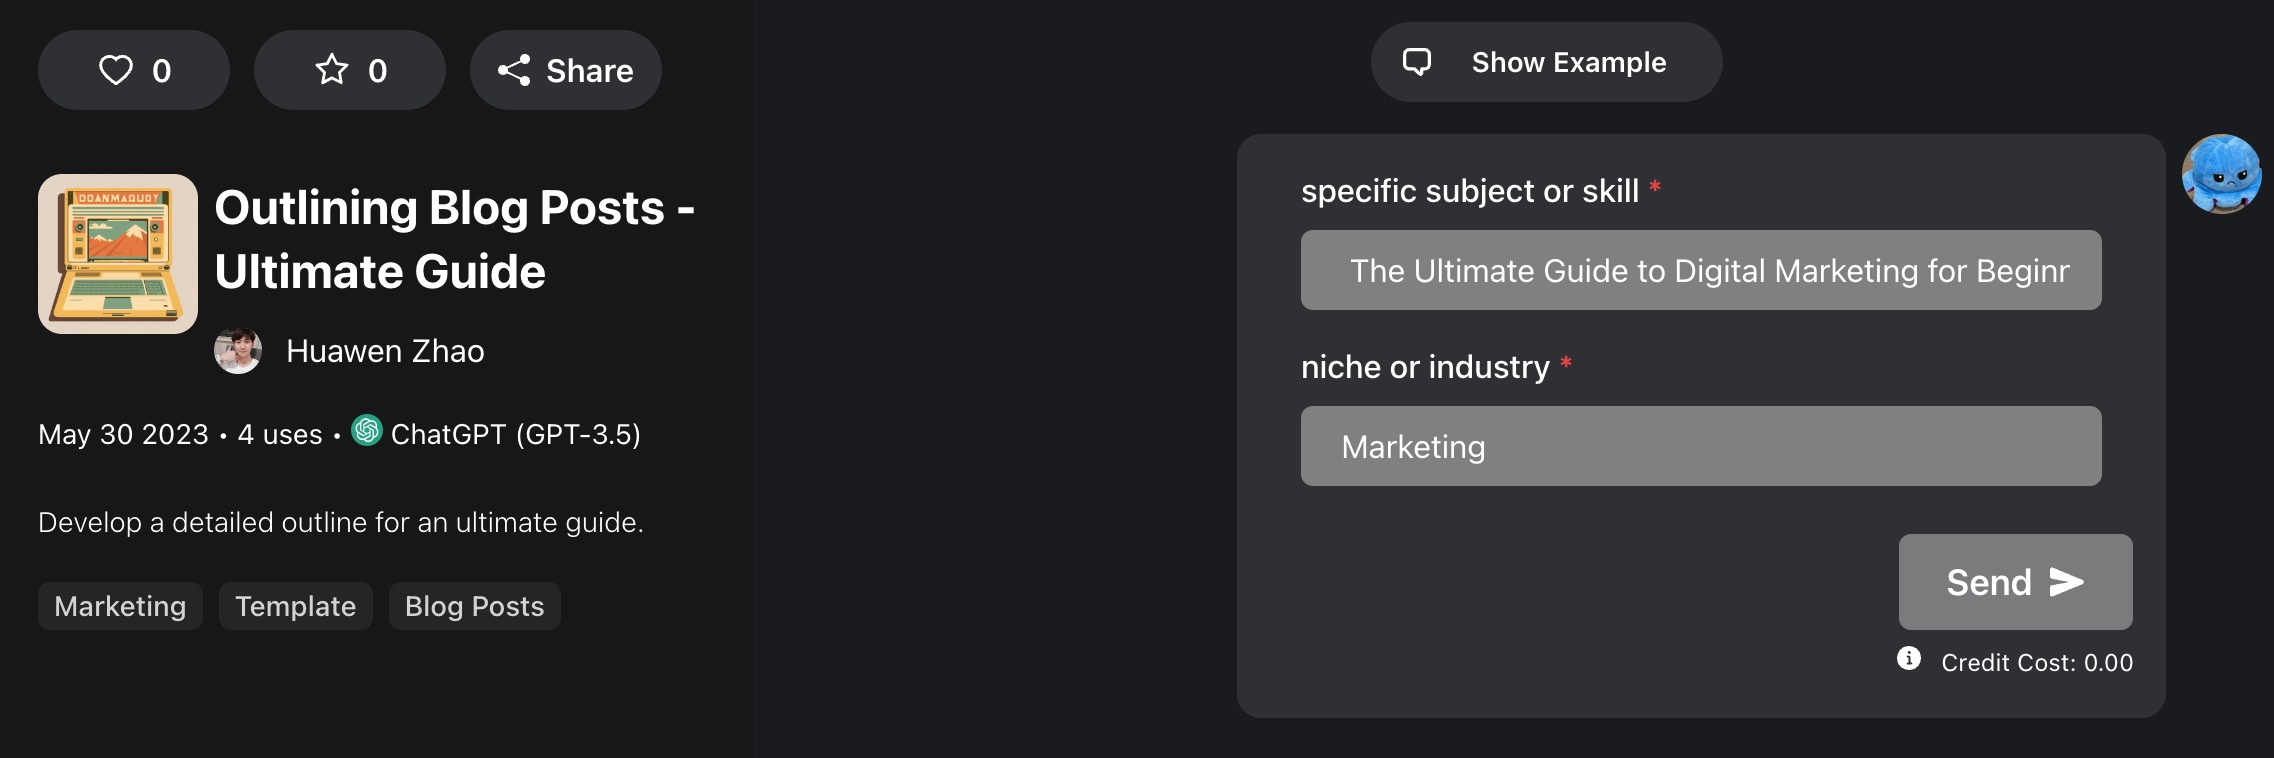 0
0
Share
Outlining Blog Posts -
Ultimate Guide
Huawen Zhao
May 30 2023 • 4 uses • ChatGPT (GPT-3.5)
Develop a detailed outline for an ultimate guide.
Marketing
Template
Blog Posts
Show Example
specific subject or skill *
The Ultimate Guide to Digital Marketing for Beginr
niche or industry *
Marketing
Send
Credit Cost: 0.00